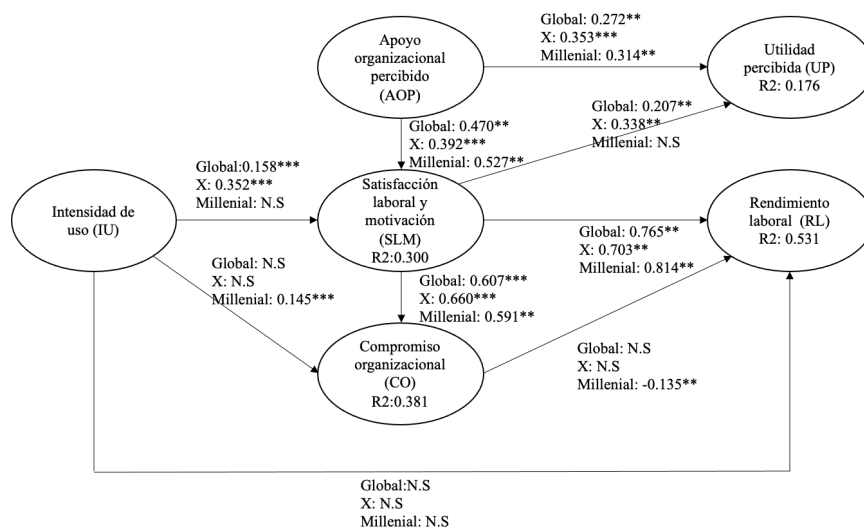 Global: 0.272**
X: 0.353***
Millenial: 0.314**
Apoyo
organizacional
percibido
(AOP)
Utilidad
percibida (UP)
R2: 0.176
Global: 0.207**
X: 0.338**
Millenial: N.S
Global: 0.470**
X: 0.392***
Millenial: 0.527**
Global:0.158***
X: 0.352***
Millenial: N.S
Intensidad de
uso (IU)
Satisfacción
laboral y
motivación
(SLM)
R2:0.300
Rendimiento
laboral (RL)
R2: 0.531
Global: 0.765**
X: 0.703**
Millenial: 0.814**
Global: N.S
X: N.S
Millenial: 0.145***
Global: 0.607***
X: 0.660***
Millenial: 0.591**
Compromiso
organizacional
(CO)
R2:0.381
Global: N.S
X: N.S
Millenial: -0.135**
Global:N.S
X: N.S
Millenial: N.S